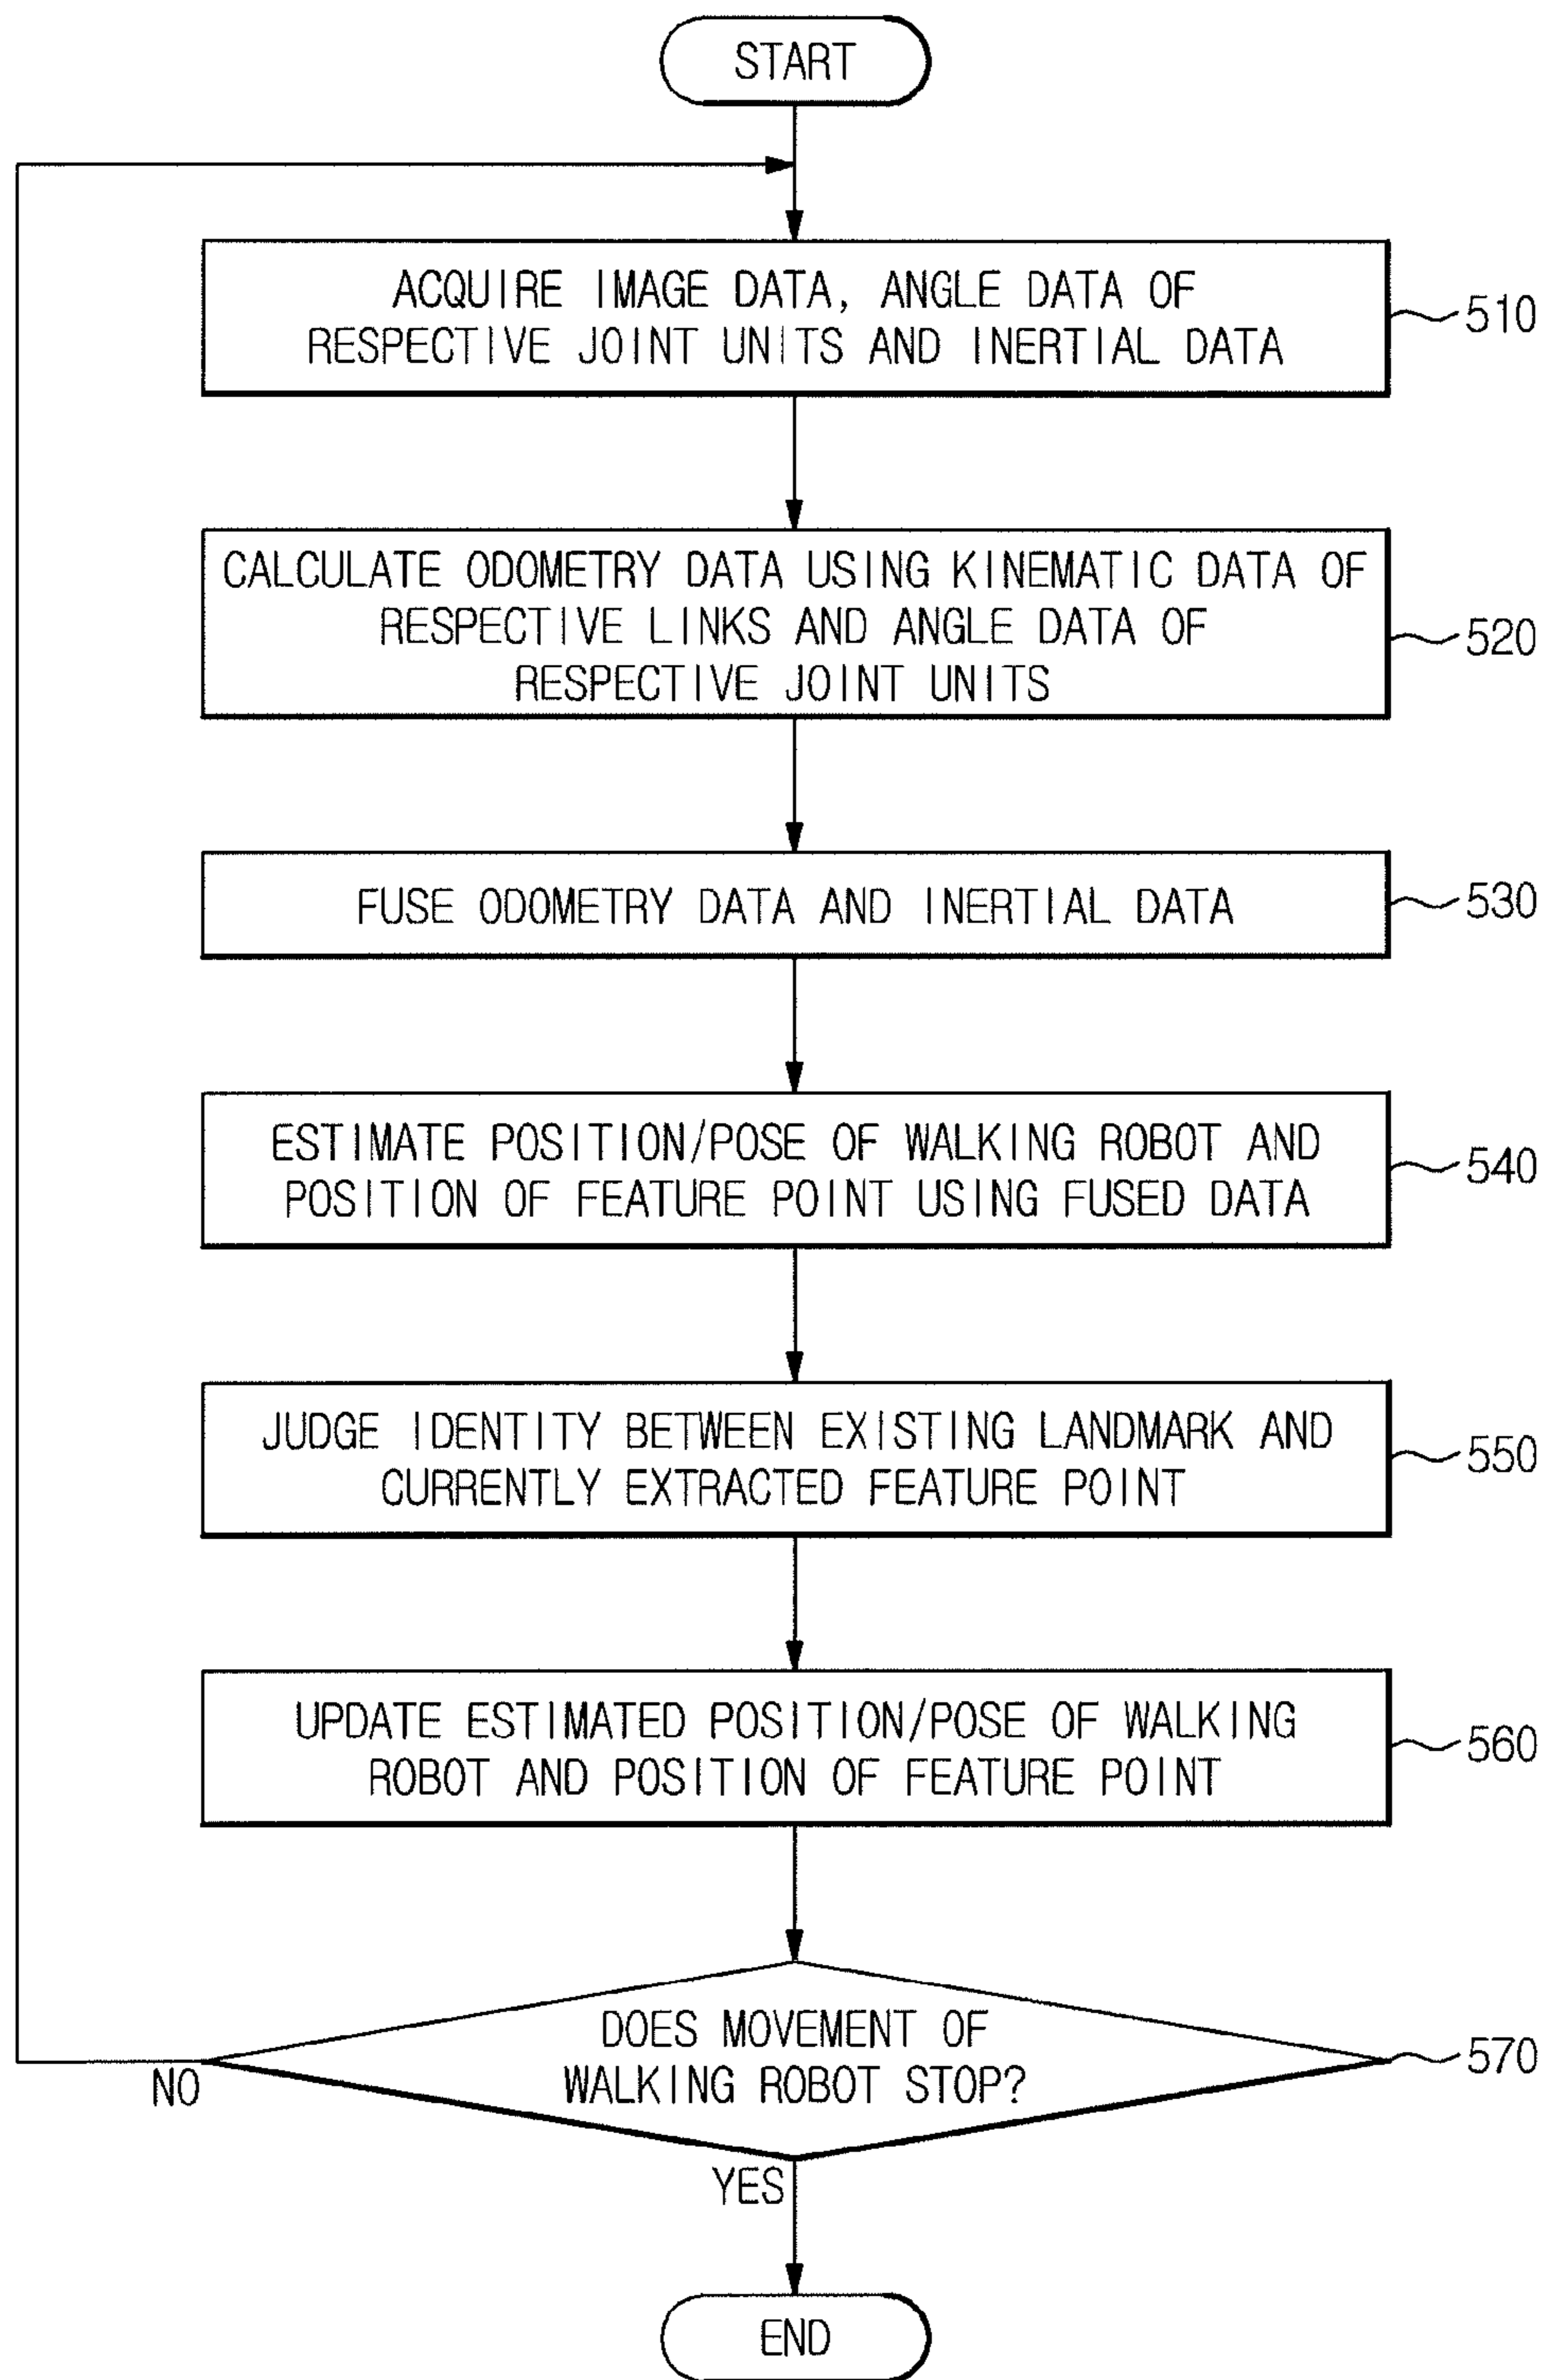 START
ACQUIRE IMAGE DATA, ANGLE DATA OF
RESPECTIVE JOINT UNITS AND INERTIAL DATA
510
CALCULATE ODOMETRY DATA USING KINEMATIC DATA OF
RESPECTIVE LINKS AND ANGLE DATA OF
RESPECTIVE JOINT UNITS
520
FUSE ODOMETRY DATA AND INERTIAL DATA
530
ESTIMATE POSITION/POSE OF WALKING ROBOT AND
POSITION OF FEATURE POINT USING FUSED DATA
540
JUDGE IDENTITY BETWEEN EXISTING LANDMARK AND
CURRENTLY EXTRACTED FEATURE POINT
550
UPDATE ESTIMATED POSITION/POSE OF WALKING
ROBOT AND POSITION OF FEATURE POINT
560
DOES MOVEMENT OF
WALKING ROBOT STOP?
570
NO
YES
END